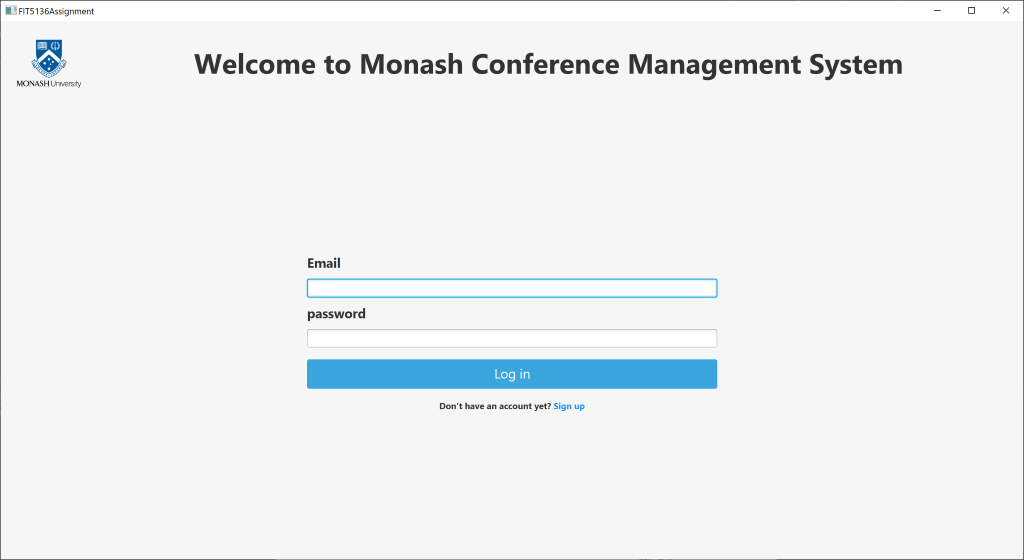 FIT5136Assignment
MONASH University
Welcome to Monash Conference Management System
Email
password
Log in
Don't have an account yet? Sign up